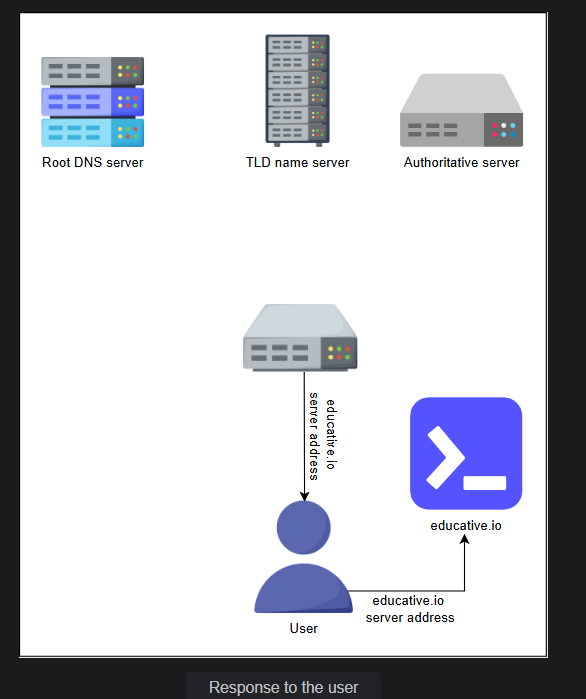 Root DNS server
TLD name server
Authoritative server
educative.io
server address
educative.io
educative.io
server address
User
Response to the user